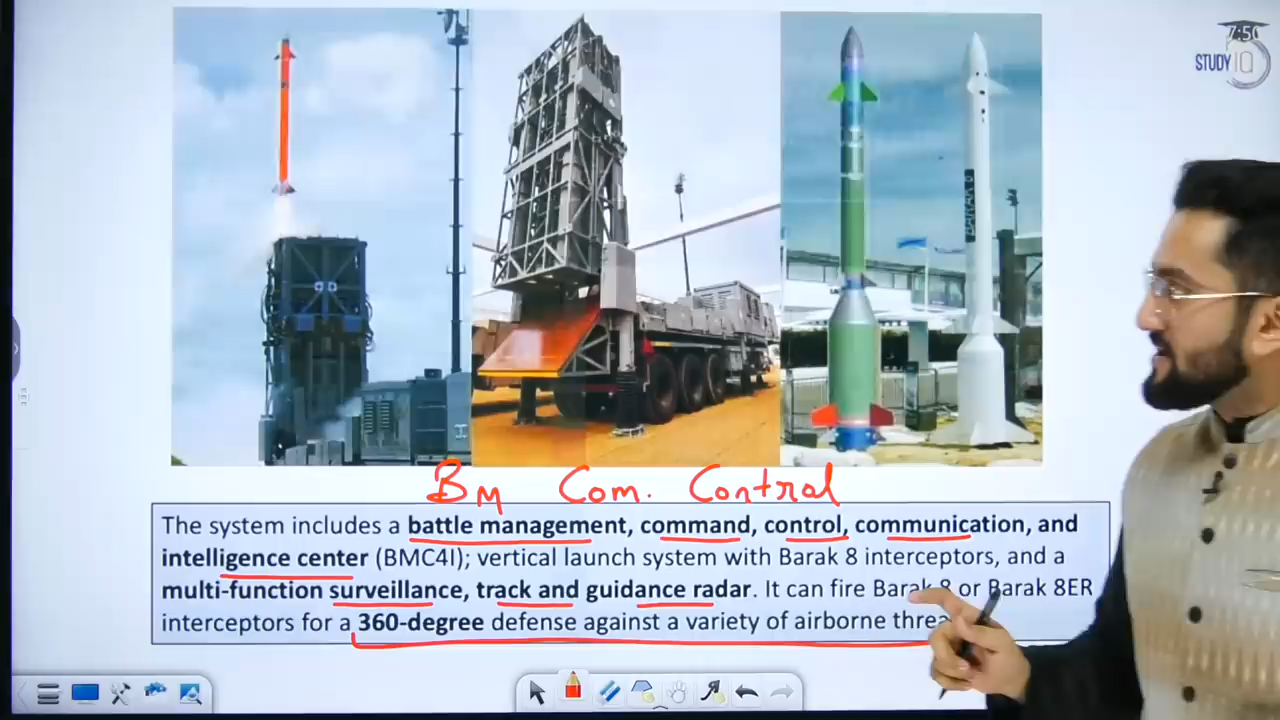 7:50
STUDY IQ
BARAK 8
Bm Com. Control
The system includes a battle management, command, control, communication, and
intelligence center (BMC4I); vertical launch system with Barak 8 interceptors, and a
multi-function surveillance, track and guidance radar. It can fire Barak 8 or Barak 8ER
interceptors for a 360-degree defense against a variety of airborne